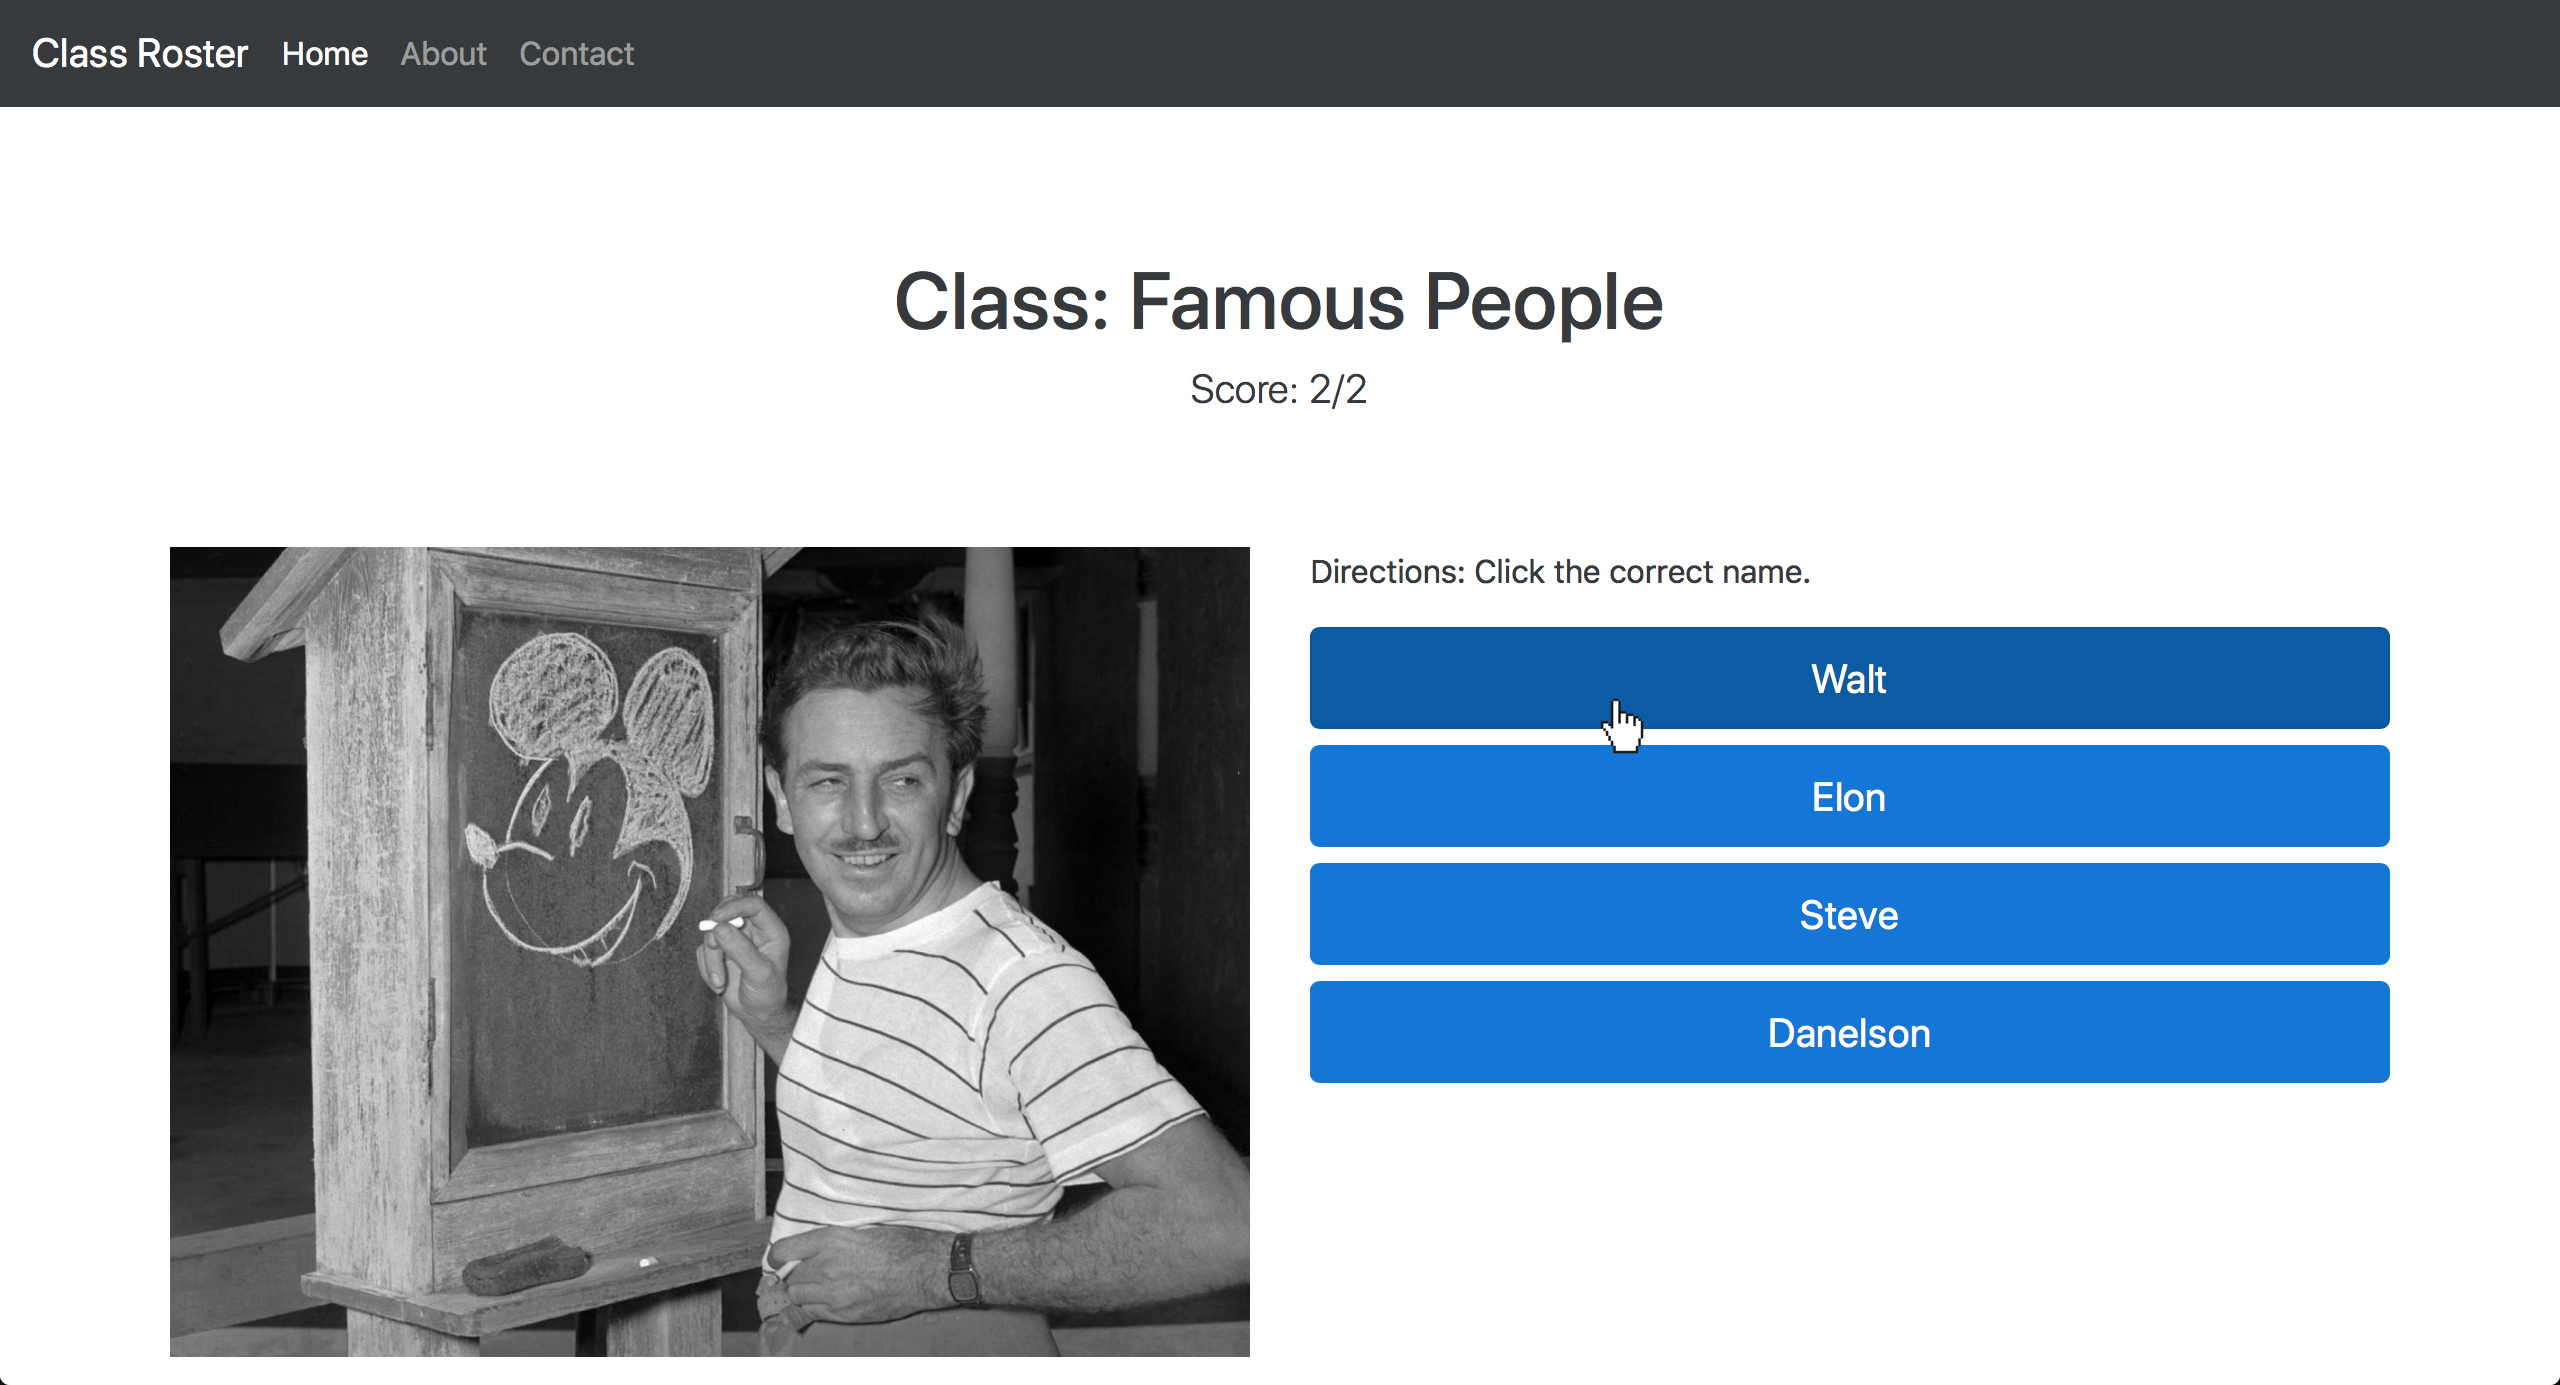 Class Roster Home About Contact
Class: Famous People
Score: 2/2
Directions: Click the correct name.
Walt
Elon
Steve
Danelson